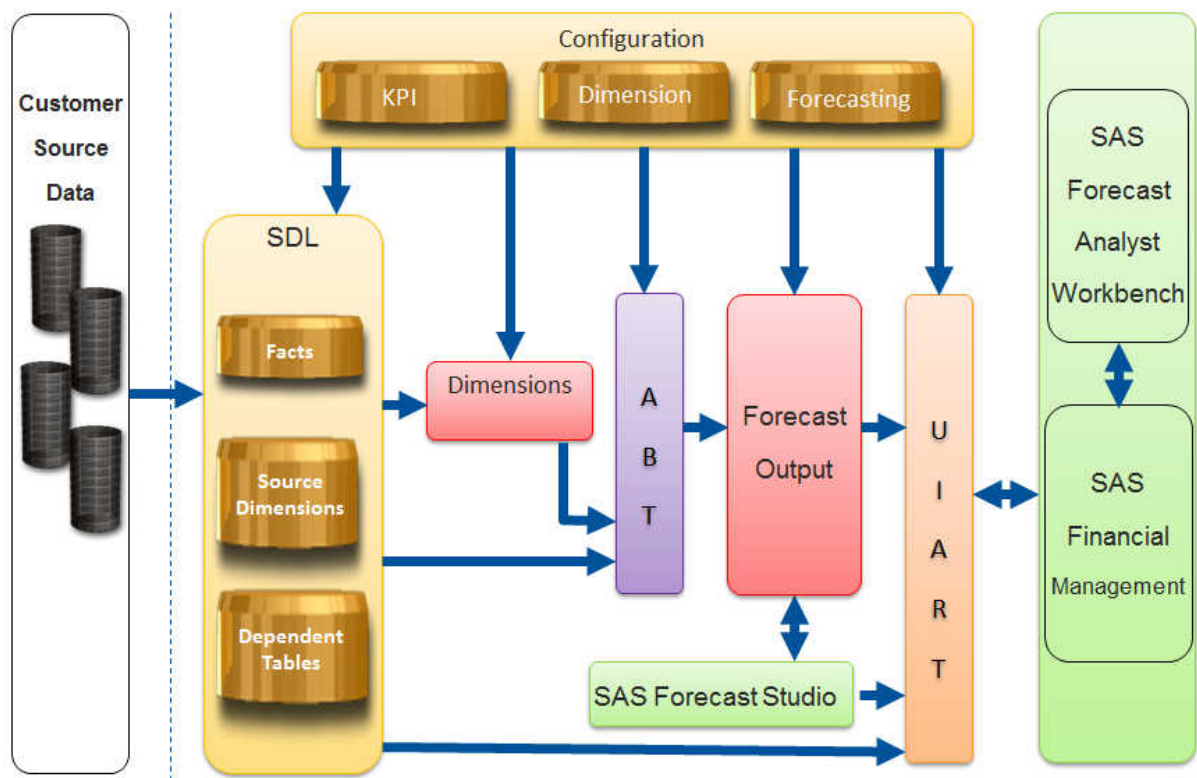 Customer
Source
Data
Configuration
KPI
Dimension
Forecasting
SDL
Facts
Source
Dimensions
Dependent
Tables
Dimensions
A
B
T
Forecast
Output
SAS Forecast Studio
U
I
A
R
T
SAS
Forecast
Analyst
Workbench
SAS
Financial
Management